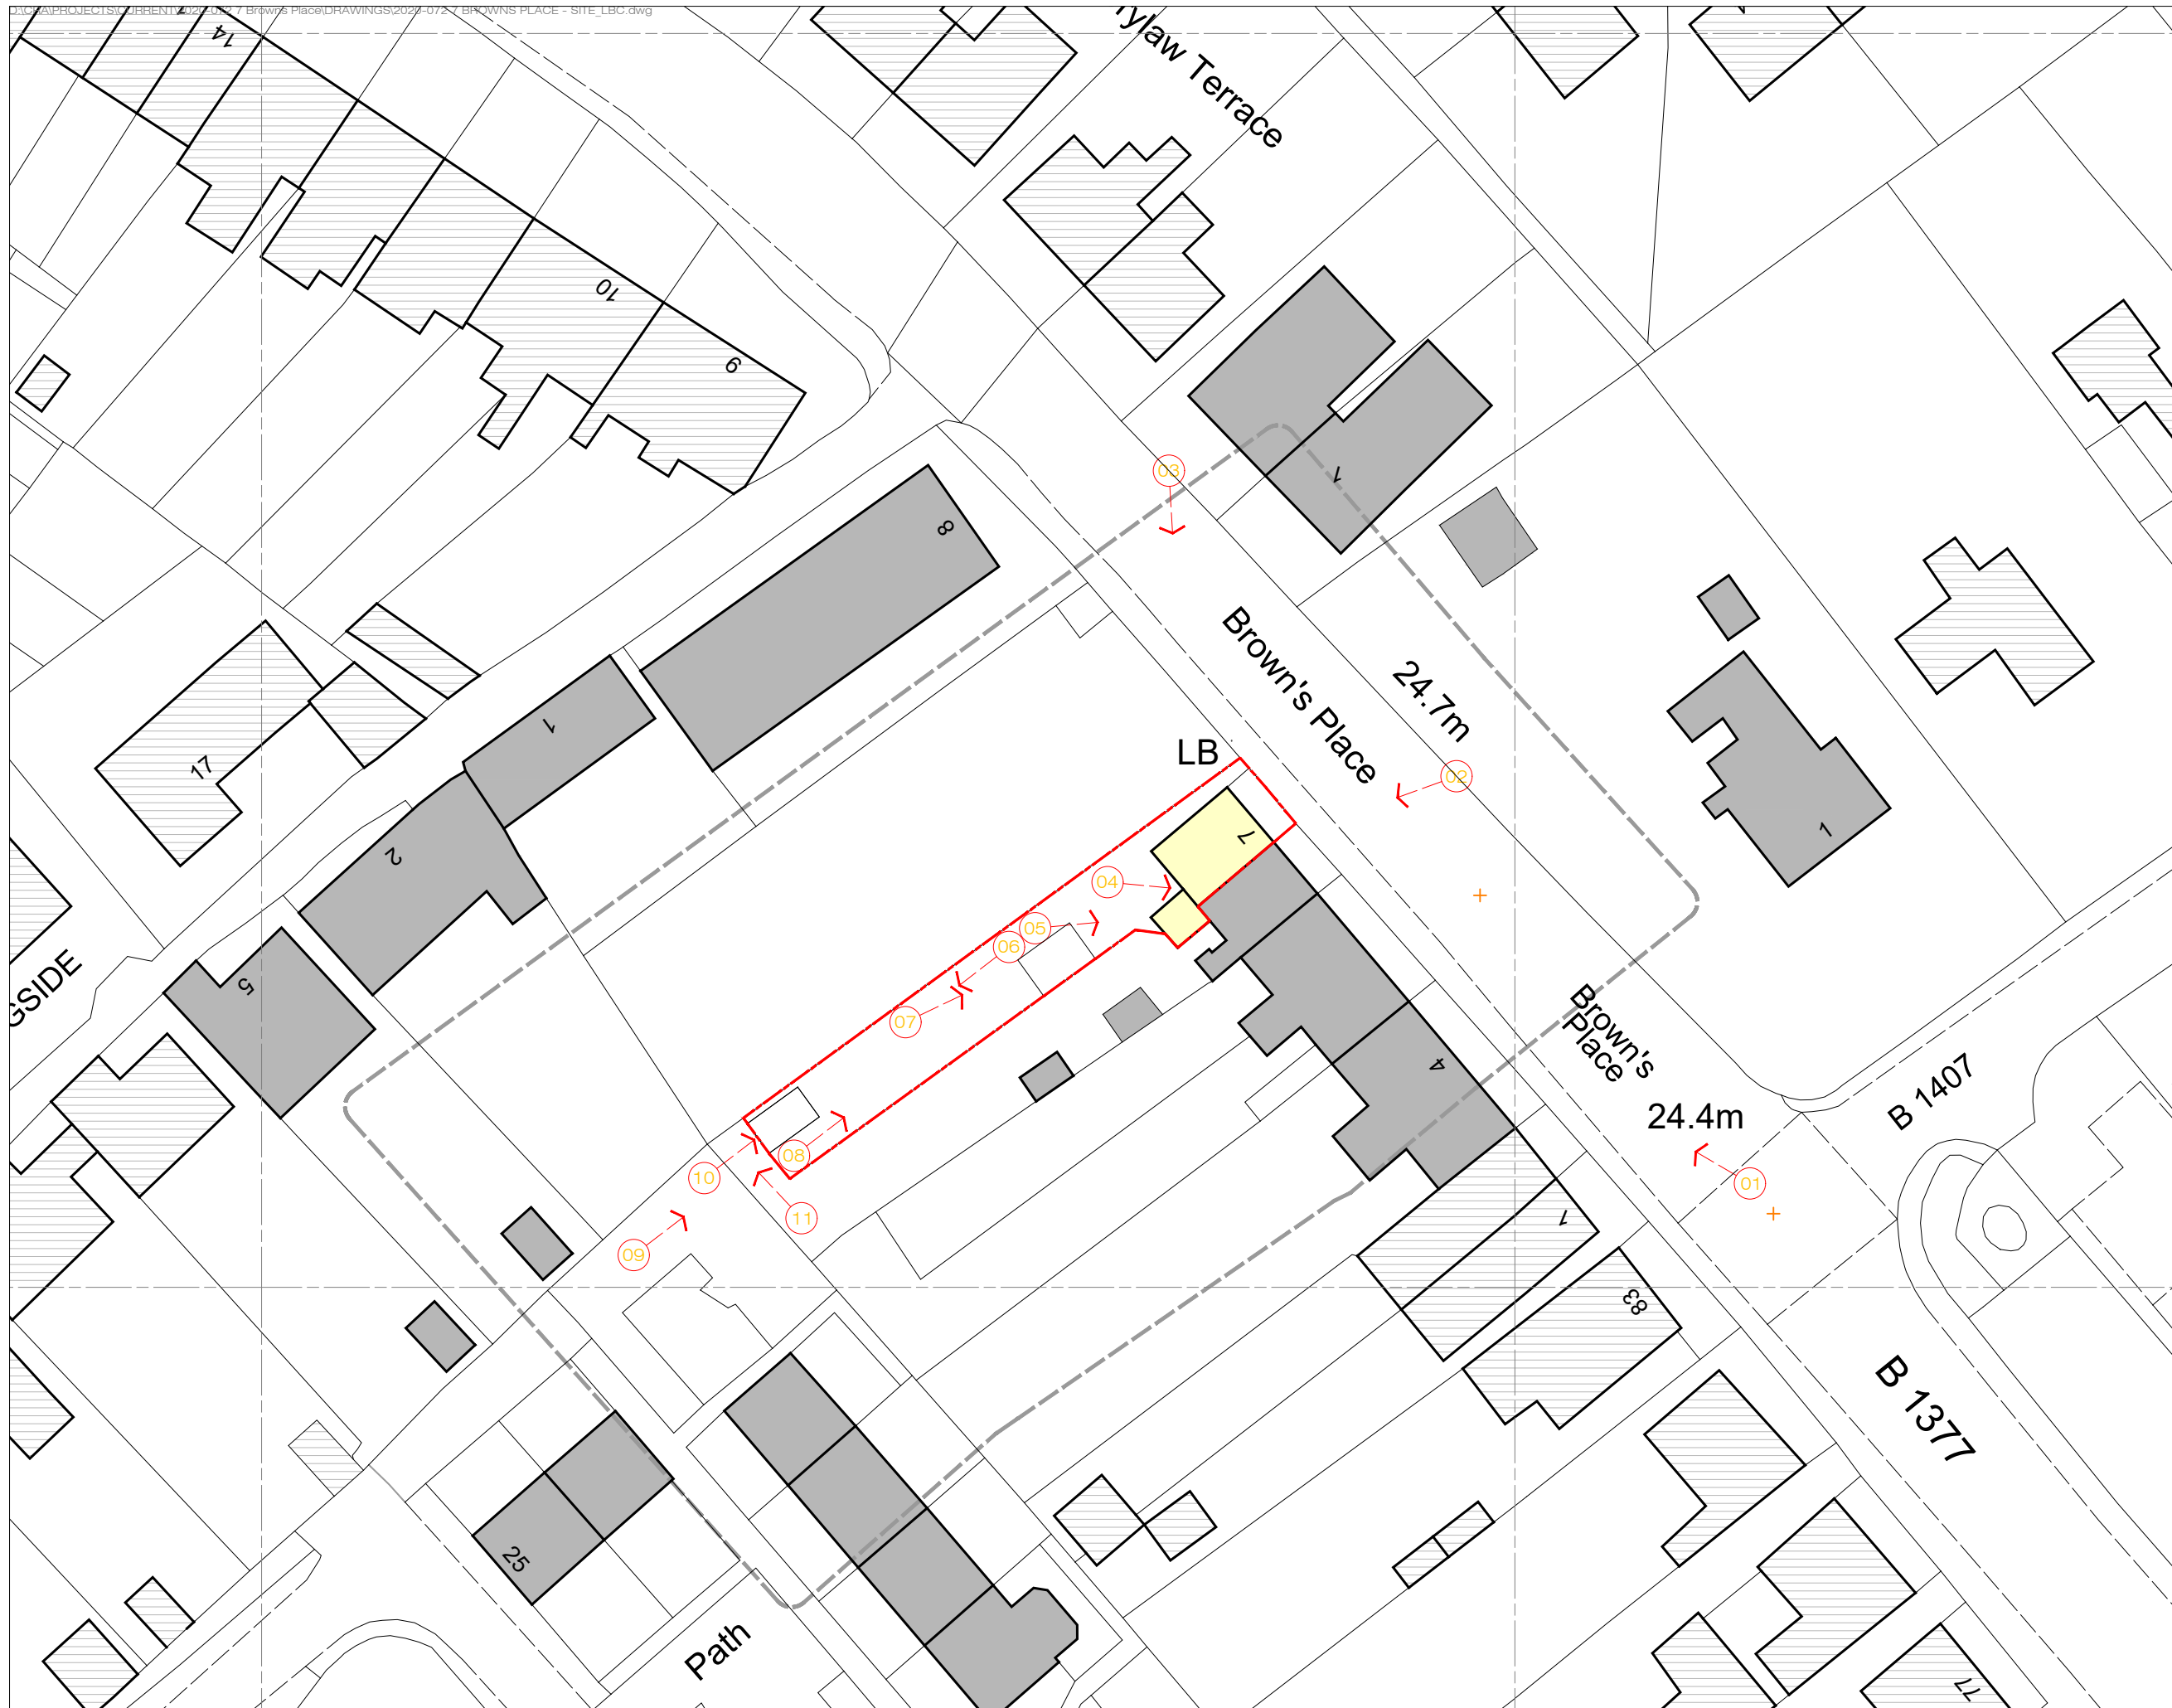 D:\CRA\PROJECTS\CURRENT\2020-072 7 Browns Place\DRAWINGS\2020-072 7 BROWNS PLACE - SITE_LBC.dwg
14
Terrace
10
9
8
03
1
Brown's Place
24.7m
LB
02
1
17
2
7
1
04
05
06
5
GSIDE
07
4
Brown's
Place
B 1407
24.4m
08
10
01
11
1
09
83
B 1377
25
Path
77